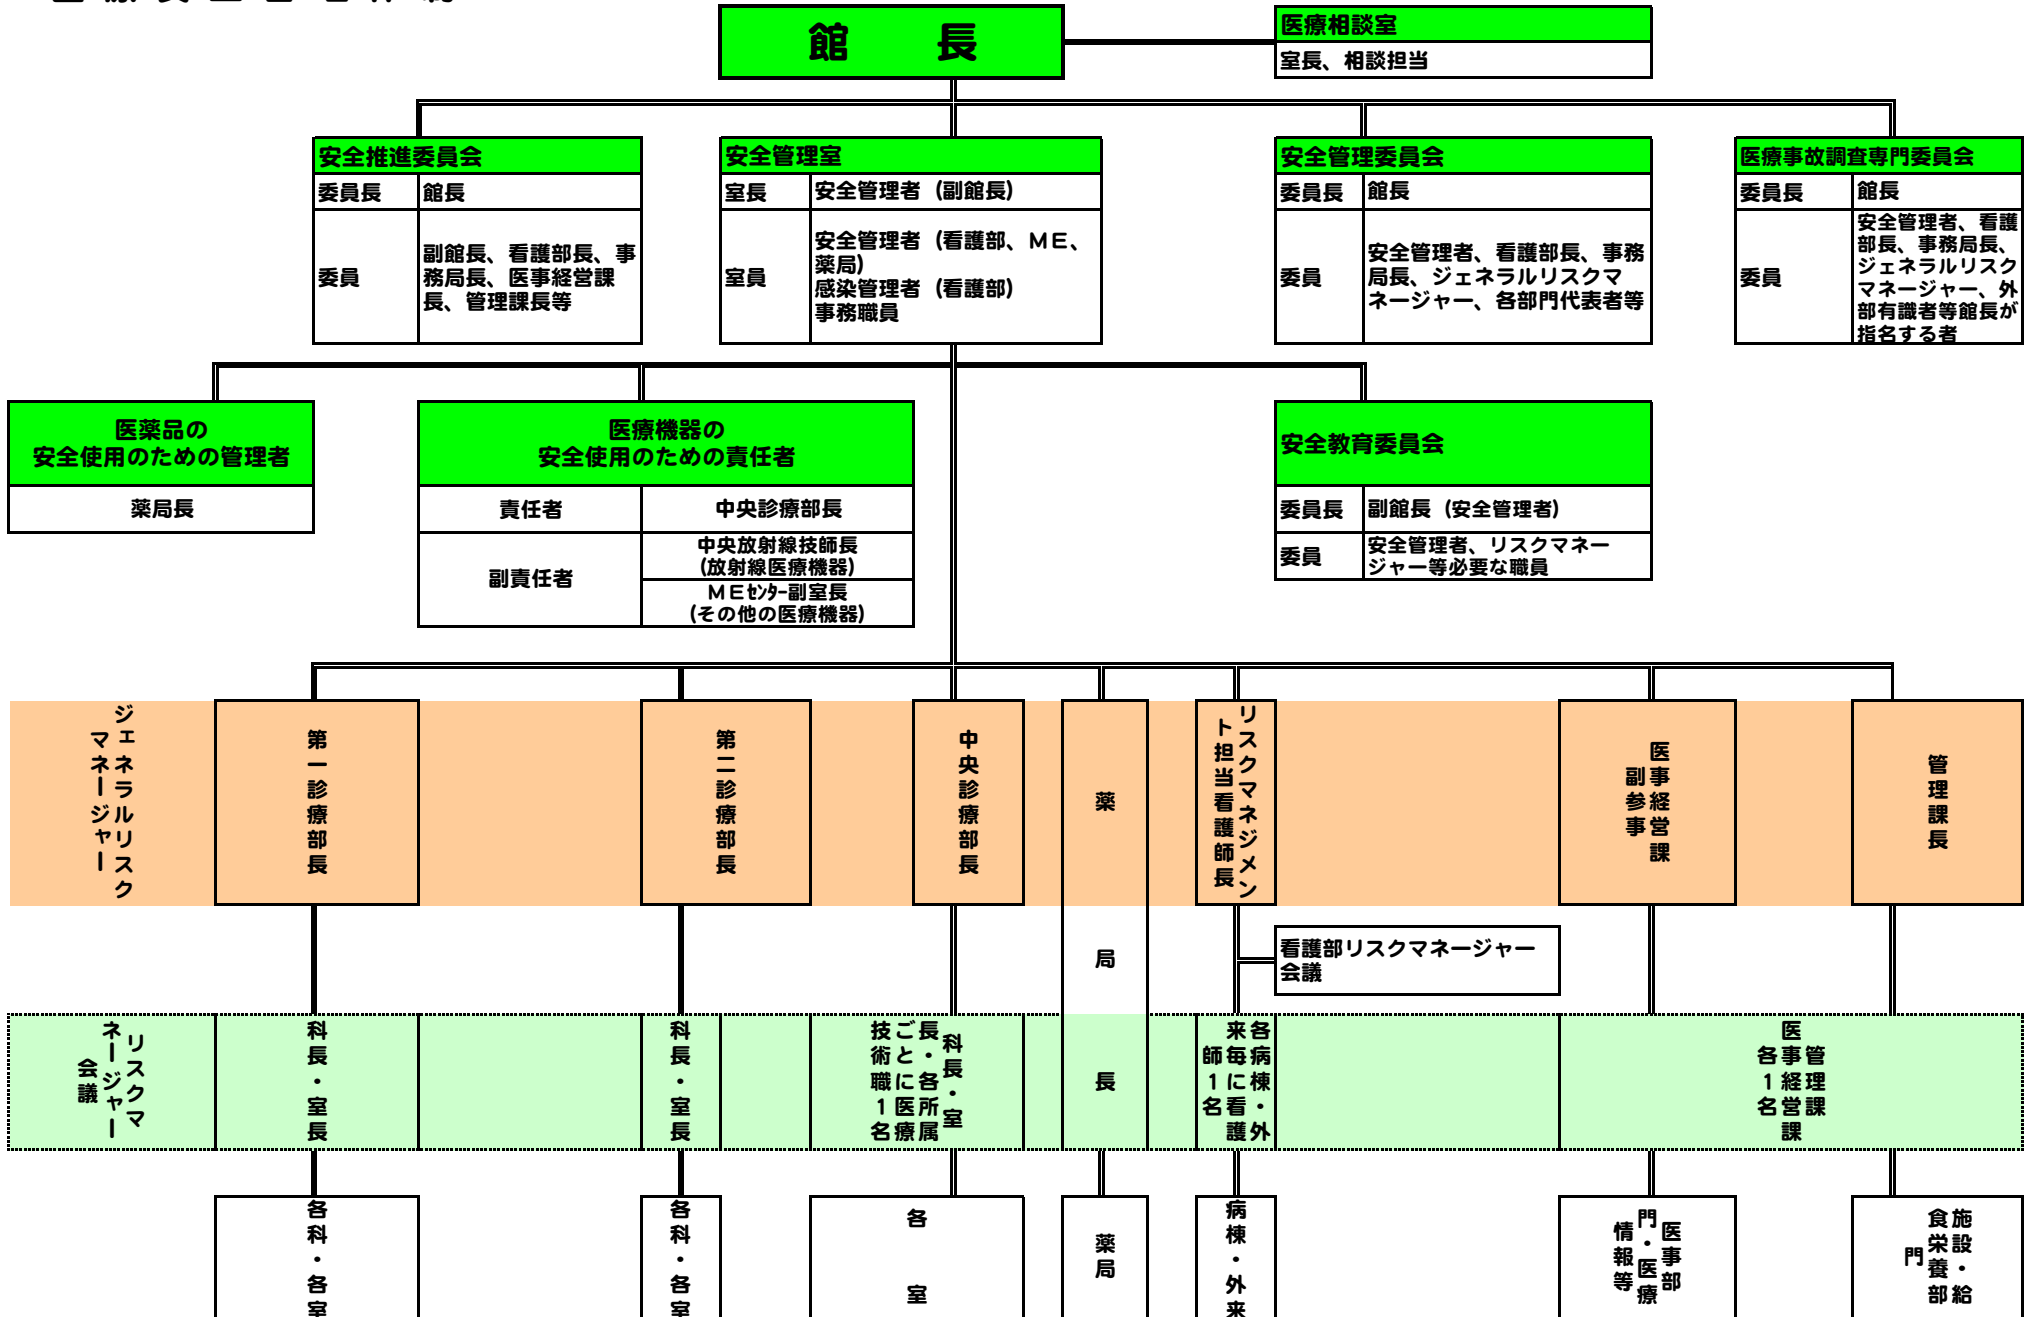 館　長
医療相談室
室長、相談担当
安全推進委員会
委員長
館長
委員
副館長、看護部長、事
務局長、医事経営課
長、管理課長等
安全管理室
室長
安全管理者（副館長）
室員
安全管理者（看護部、ＭＥ、
薬局）
感染管理者（看護部）
事務職員
安全管理委員会
委員長
館長
委員
安全管理者、看護部長、事務
局長、ジェネラルリスクマ
ネージャー、各部門代表者等
医療事故調査専門委員会
委員長
館長
委員
安全管理者、看護
部長、事務局長、
ジェネラルリスク
マネージャー、外
部有識者等館長が
指名する者
医薬品の
安全使用のための管理者
薬局長
医療機器の
安全使用のための責任者
責任者
中央診療部長
副責任者
中央放射線技師長
(放射線医療機器)
ＭＥｾﾝﾀｰ副室長
(その他の医療機器)
安全教育委員会
委員長
副館長（安全管理者）
委員
安全管理者、リスクマネー
ジャー等必要な職員
ジェネラルリスク
マネージャー
第一診療部長
第二診療部長
中央診療部長
薬局長
リスクマネジメン
ト担当看護師長
医事経営課
副参事
管理課長
看護部リスクマネージャー
会議
リスクマ
ネージャー
会議
科長・室長
科長・室長
科長・室
長・各所属
ごとに医療
技術職１名
各病棟・外
来毎に看護
師１名
管理課
医事経営課
各１名
各科・各室
各科・各室
各室
薬局
病棟・外来
医事部
門・医療
情報等
施設・給
食栄養部
門